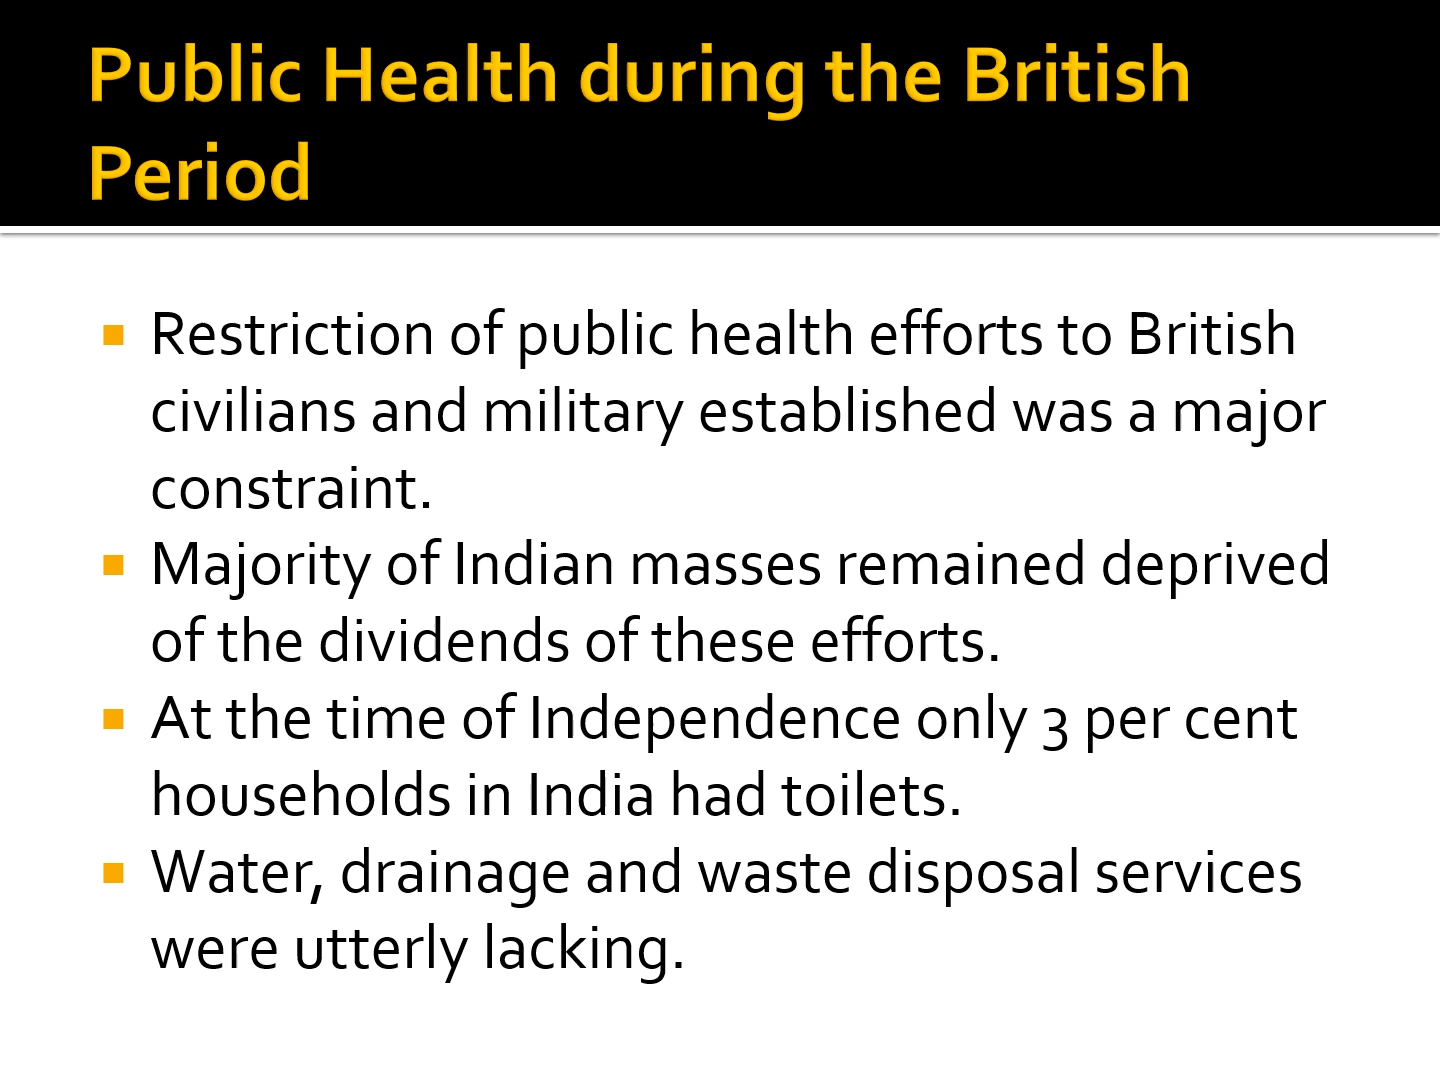 Public Health during the British
Period
▪ Restriction of public health efforts to British
civilians and military established was a major
constraint.
▪ Majority of Indian masses remained deprived
of the dividends of these efforts.
▪ At the time of Independence only 3 per cent
households in India had toilets.
▪ Water, drainage and waste disposal services
were utterly lacking.